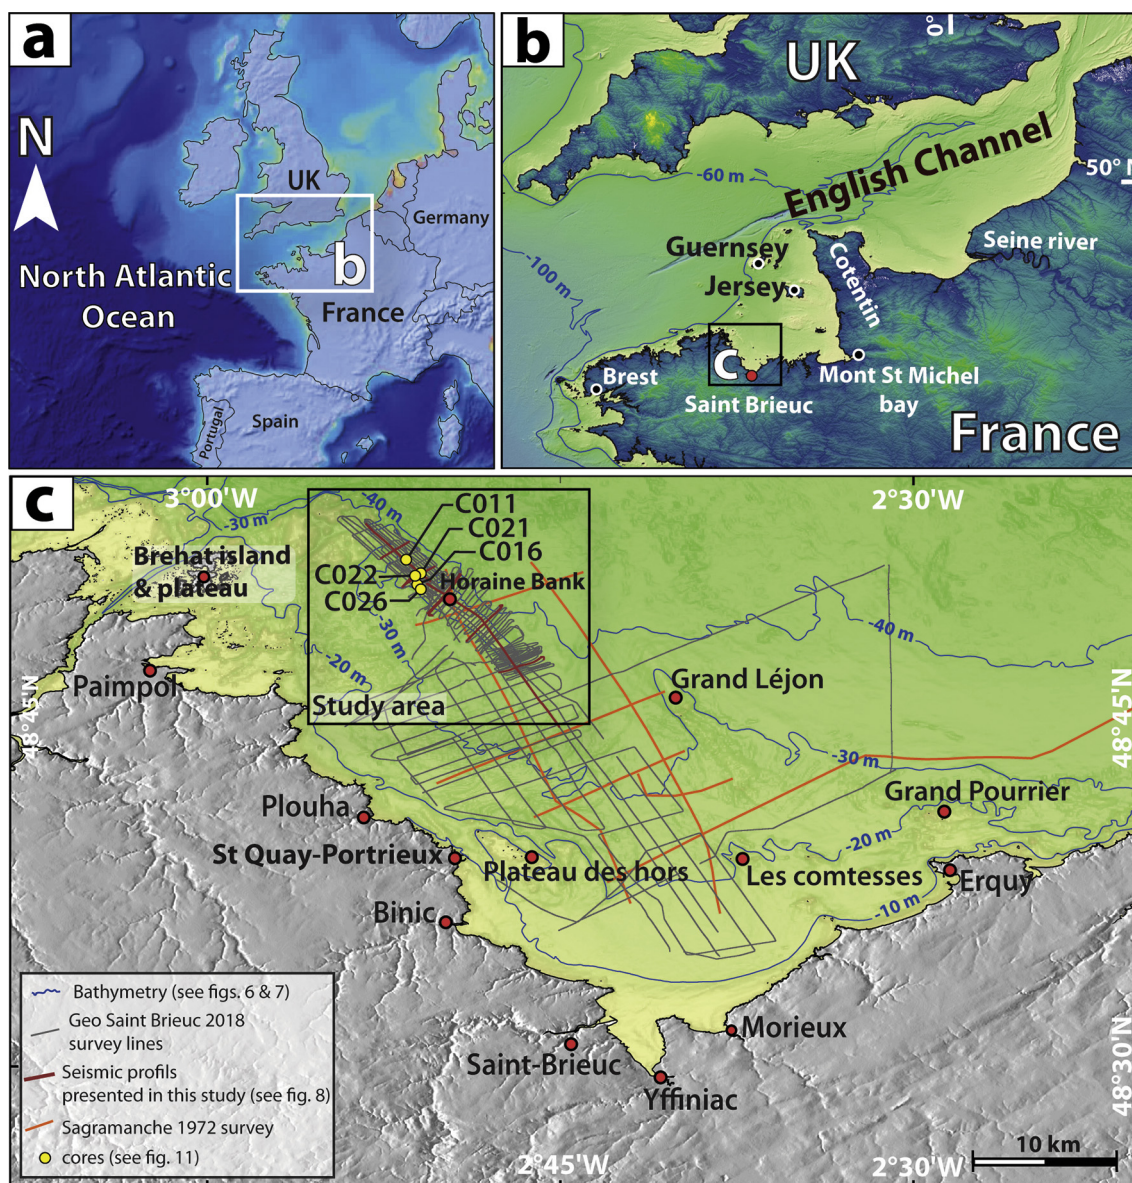 a
N
UK
Germany
b
North Atlantic
Ocean
France
Portugal
Spain
b
0°
UK
English Channel
-60 m
50° N
Guernsey
Seine river
-100 m
Jersey
Cotentin
c
Brest
Mont St Michel
bay
Saint Brieuc
France
c
3°00'W
2°30'W
-40 m
-30 m
C011
C021
C016
Brehat island
& plateau
C022
C026
Horaine Bank
-30 m
-40 m
-20 m
Paimpol
48°45'N
Grand Léjon
48°45'N
Study area
-30 m
Plouha
Grand Pourrier
-20 m
St Quay-Portrieux
Plateau des hors
Les comtesses
Erquy
-10 m
Binic
Bathymetry (see figs. 6 & 7)
Geo Saint Brieuc 2018
survey lines
Seismic profils
presented in this study (see fig. 8)
Sagramanche 1972 survey
cores (see fig. 11)
Morieux
Saint-Brieuc
Yffiniac
48°30'N
2°45'W
2°30'W
10 km